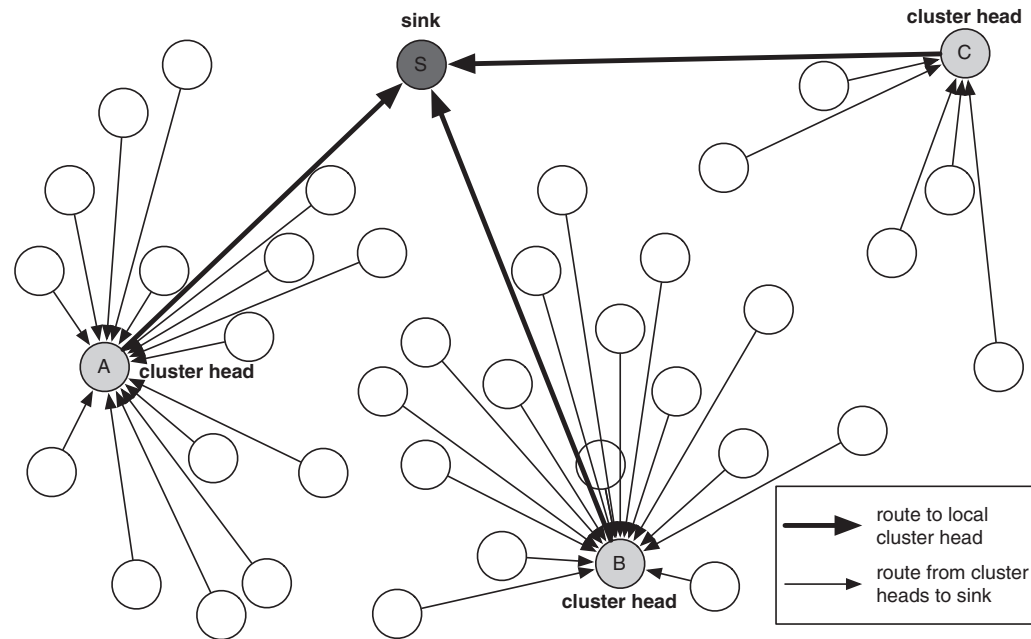 sink
cluster head
S
C
A
cluster head
B
cluster head
route to local
cluster head
route from cluster
heads to sink